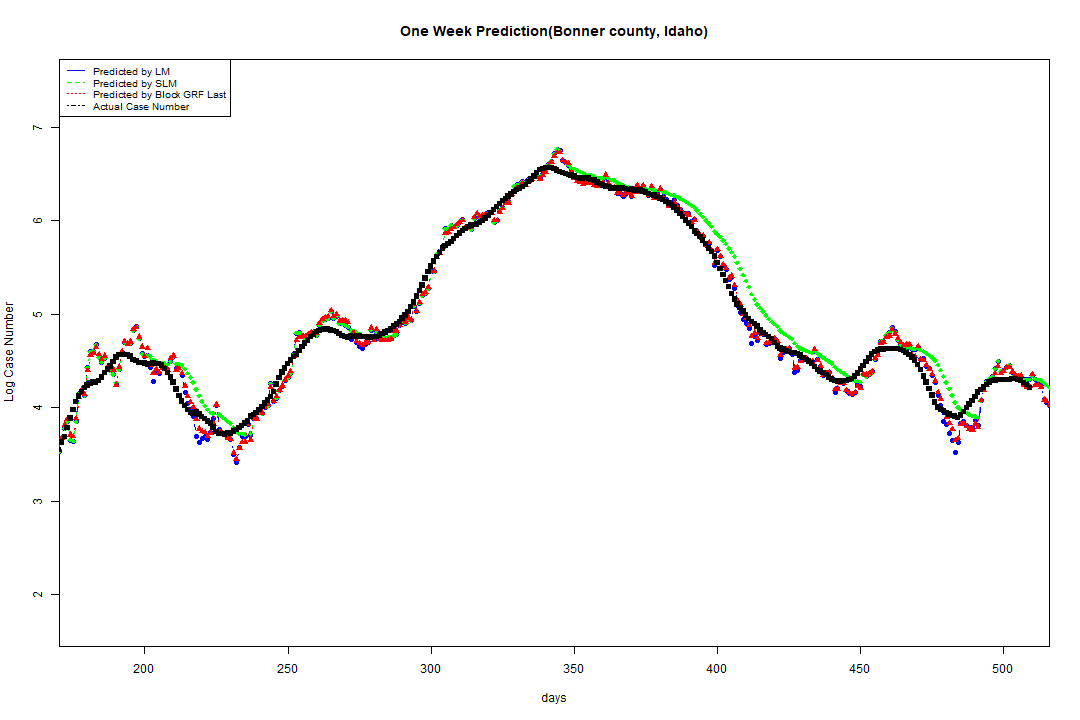 One Week Prediction(Bonner county, Idaho)
Predicted by LM
Predicted by SLM
Predicted by Block GRF Last
Actual Case Number
Log Case Number
7
6
5
4
3
2
200 250 300 350 400 450 500
days